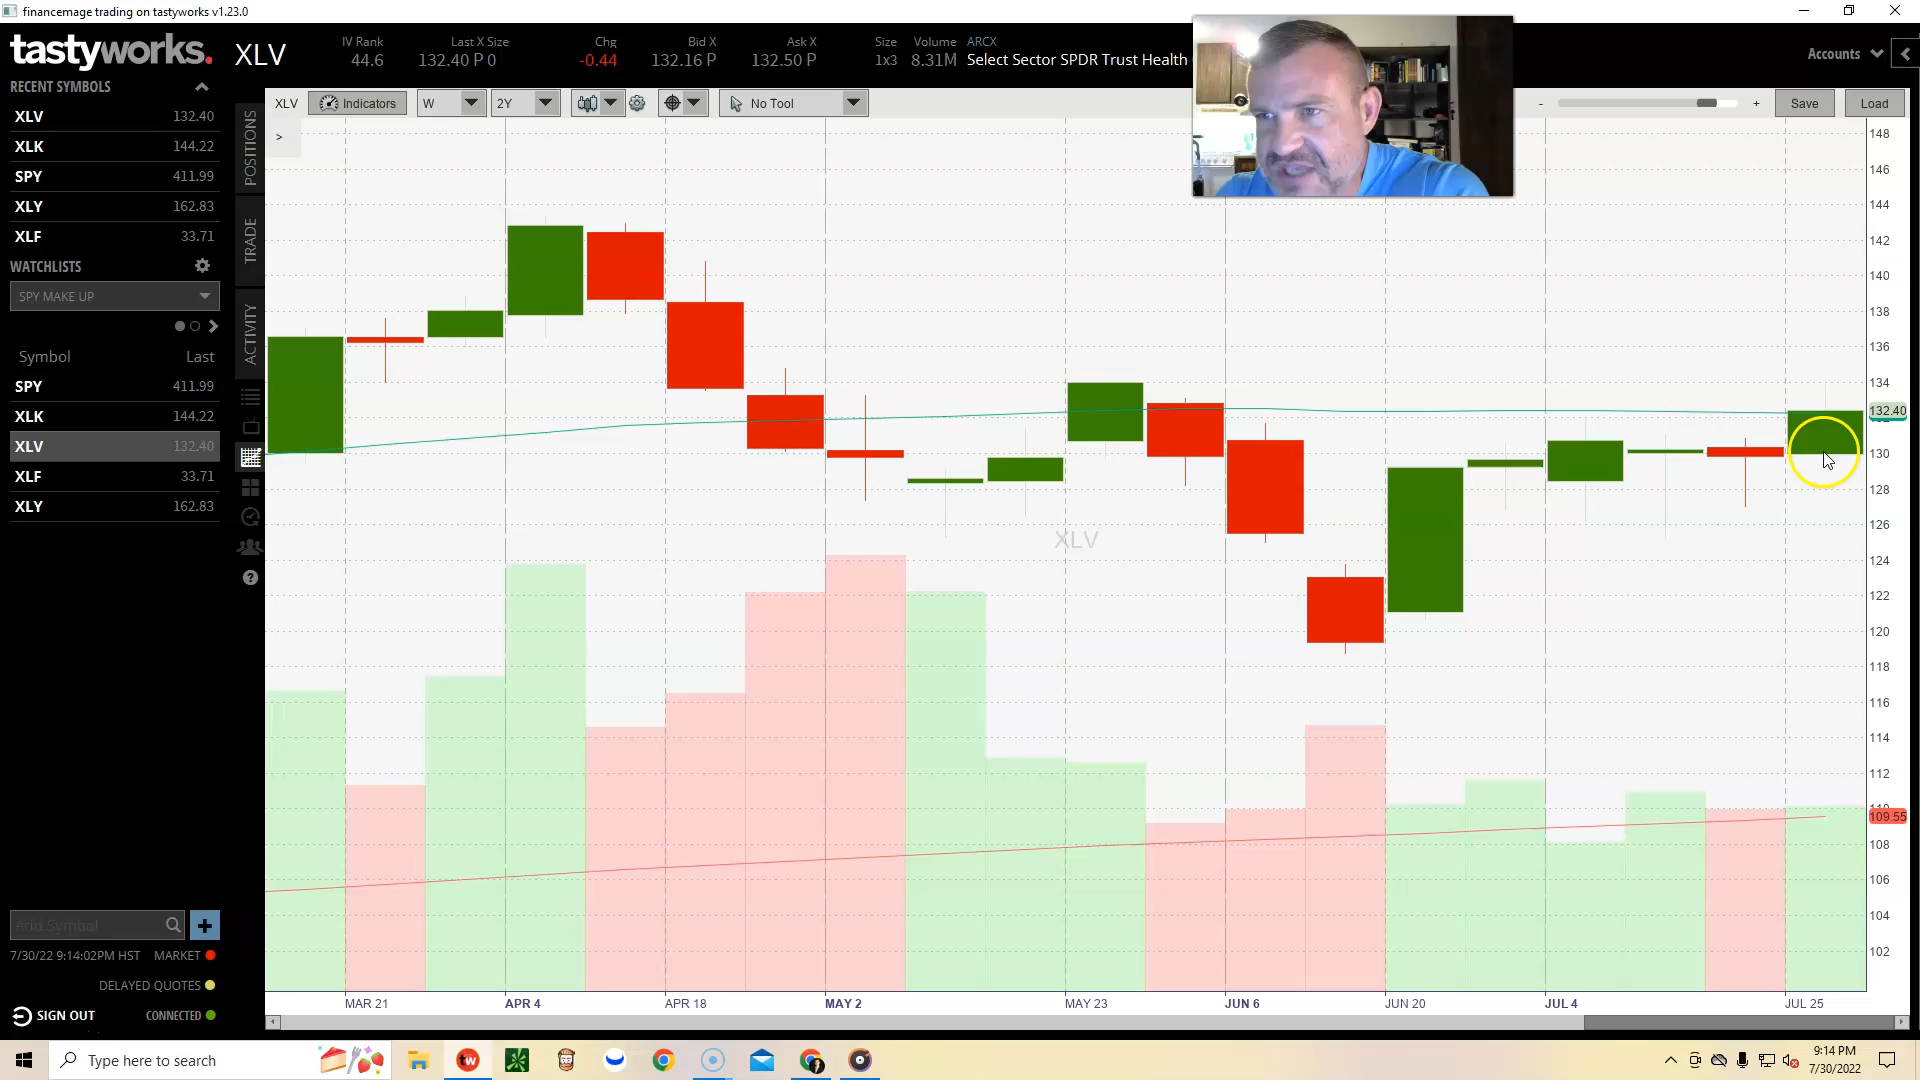 financemage trading on tastyworks v1.23.0
tastyworks.
XLV
IV Rank
44.6
Last X Size
132.40 P 0
Chg
-0.44
Bid X
132.16 P
Ask X
132.50 P
Size
1x3
Volume
8.31M
ARCX
Select Sector SPDR Trust Health
Accounts
RECENT SYMBOLS
XLV 132.40
XLK 144.22
SPY 411.99
XLY 162.83
XLF 33.71
WATCHLISTS
SPY MAKE UP
Symbol Last
SPY 411.99
XLK 144.22
XLV 132.40
XLF 33.71
XLY 162.83
Add Symbol
7/30/22 9:14:02PM HST MARKET
DELAYED QUOTES
SIGN OUT CONNECTED
POSITIONS
TRADE
ACTIVITY
XLV Indicators W 2Y No Tool - + Save Load
>
XLV
148
146
144
142
140
138
136
134
132.40
130
128
126
124
122
120
118
116
114
112
109.55
108
106
104
102
MAR 21 APR 4 APR 18 MAY 2 MAY 23 JUN 6 JUN 20 JUL 4 JUL 25
Type here to search
tw
9:14 PM
7/30/2022